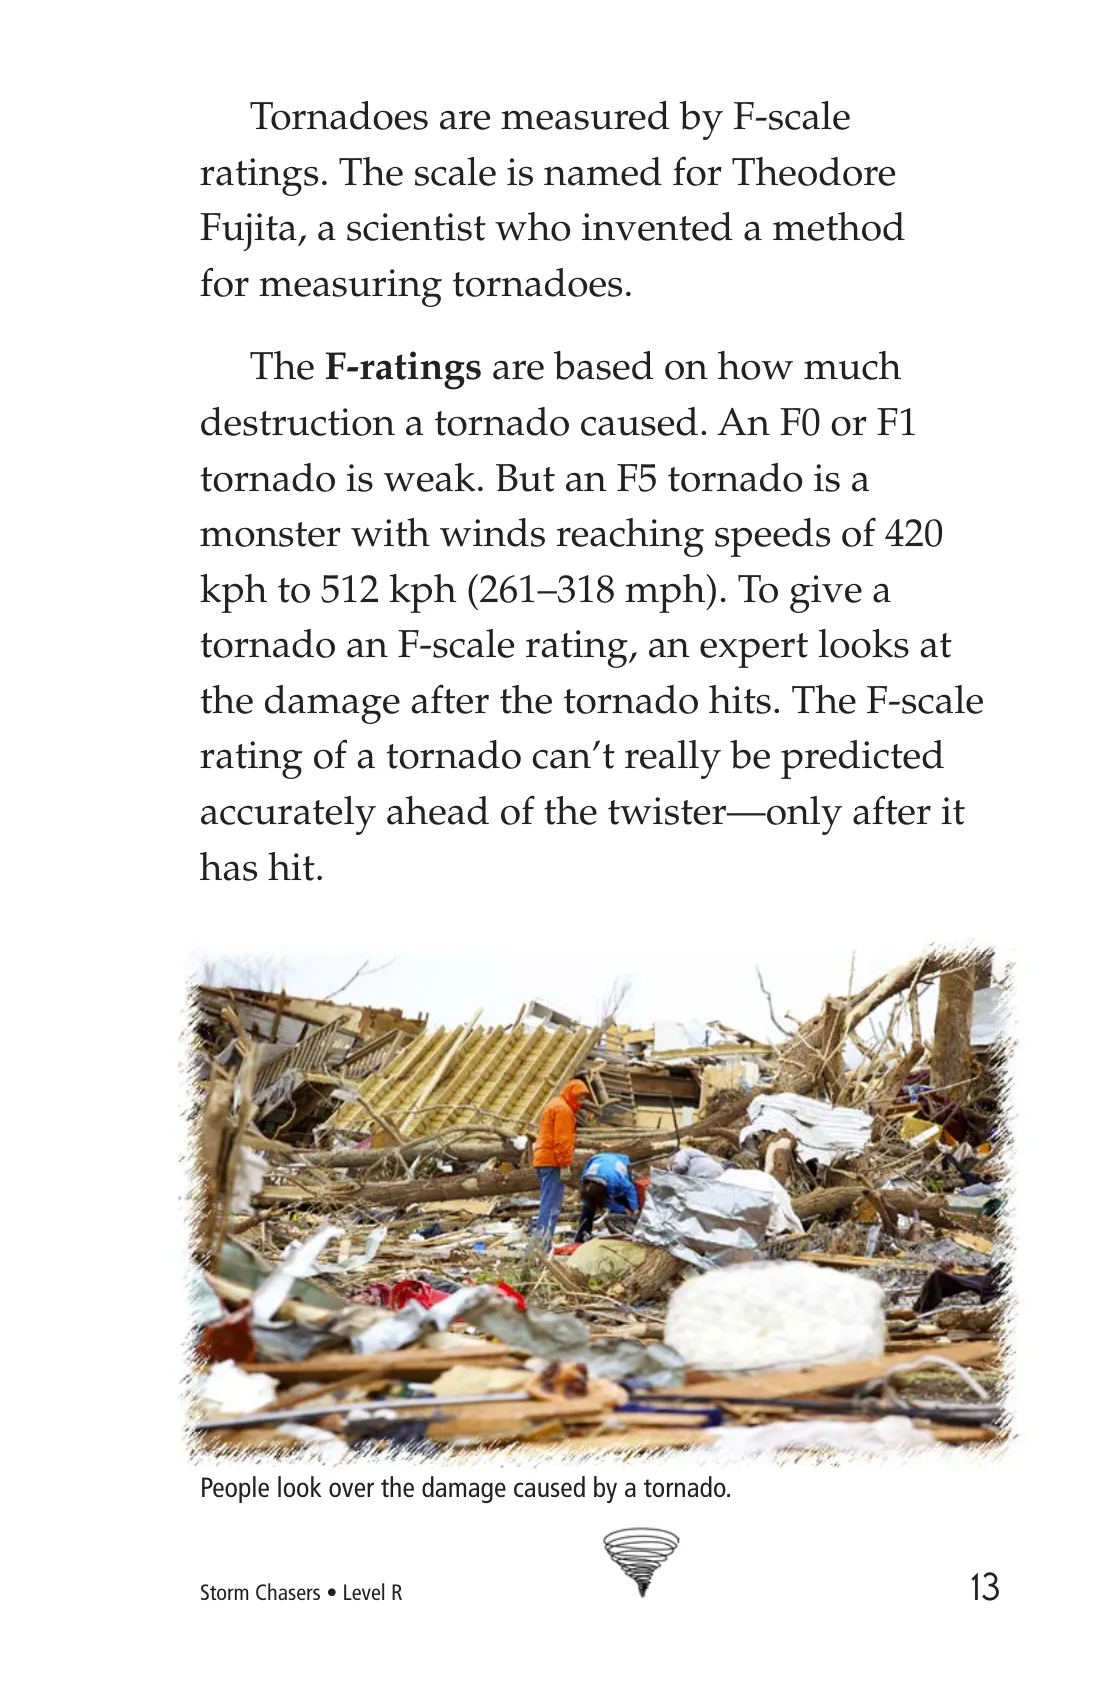 Tornadoes are measured by F-scale
ratings. The scale is named for Theodore
Fujita, a scientist who invented a method
for measuring tornadoes.
The F-ratings are based on how much
destruction a tornado caused. An F0 or F1
tornado is weak. But an F5 tornado is a
monster with winds reaching speeds of 420
kph to 512 kph (261–318 mph). To give a
tornado an F-scale rating, an expert looks at
the damage after the tornado hits. The F-scale
rating of a tornado can’t really be predicted
accurately ahead of the twister—only after it
has hit.
People look over the damage caused by a tornado.
Storm Chasers • Level R
13